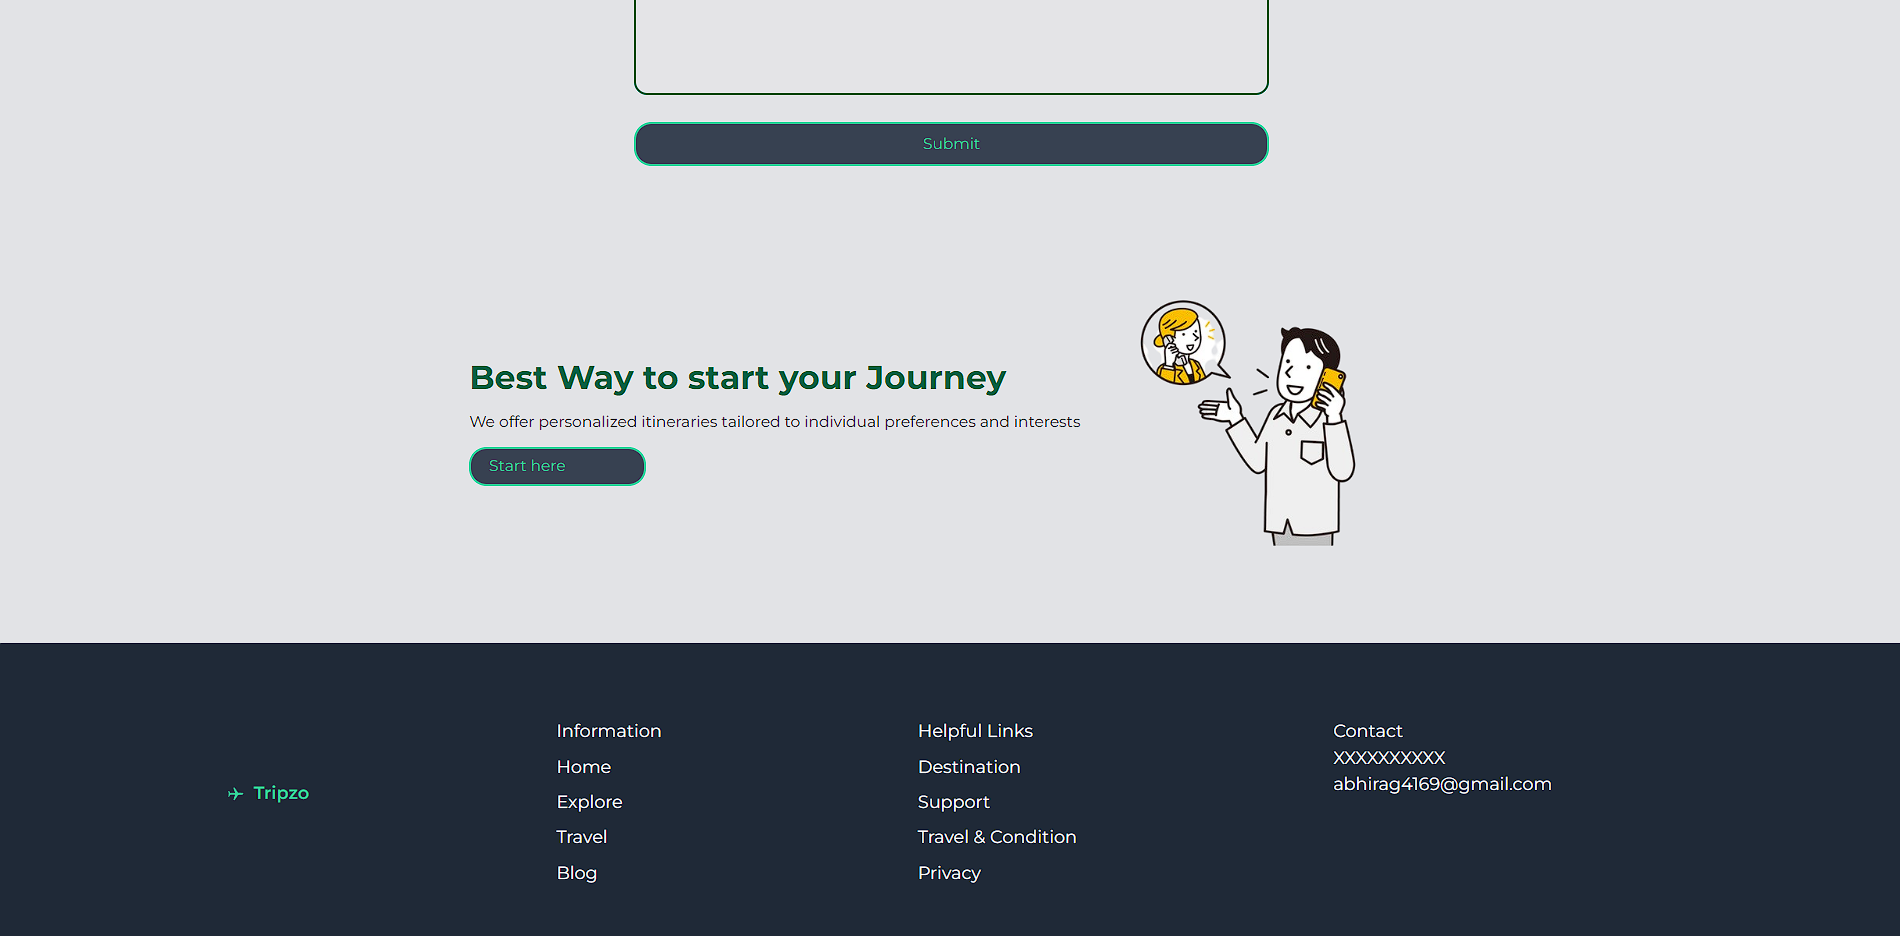 Submit
Best Way to start your Journey
We offer personalized itineraries tailored to individual preferences and interests
Start here
Tripzo
Information
Home
Explore
Travel
Blog
Helpful Links
Destination
Support
Travel & Condition
Privacy
Contact
XXXXXXXXXX
abhirag4169@gmail.com